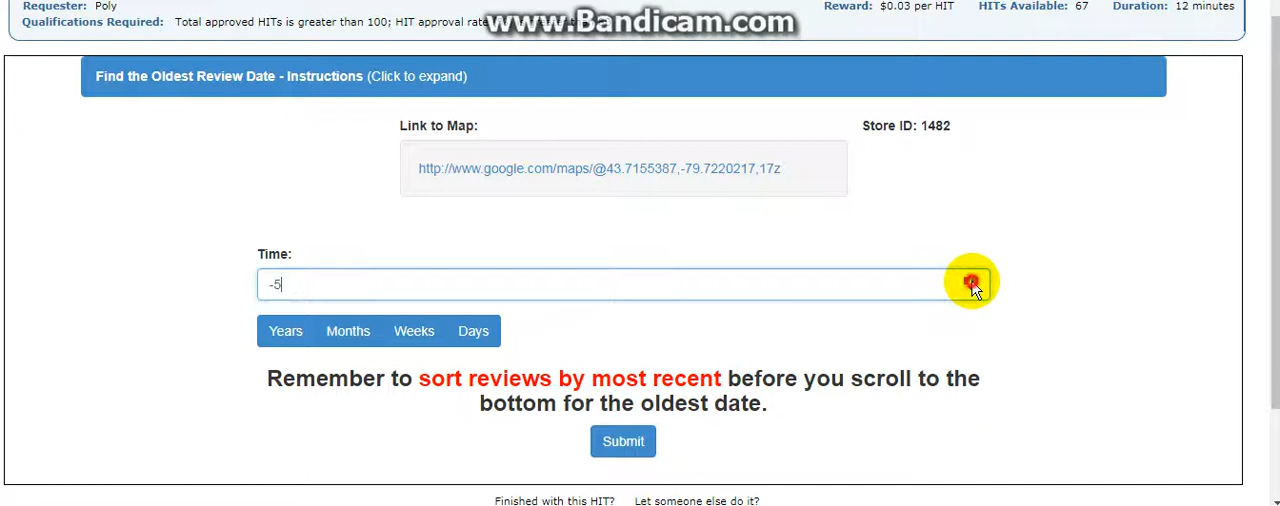 Requester: Poly Reward: $0.03 per HIT HITs Available: 67 Duration: 12 minutes
Qualifications Required: Total approved HITs is greater than 100; HIT approval rate
www.Bandicam.com
Find the Oldest Review Date - Instructions (Click to expand)
Link to Map: Store ID: 1482
http://www.google.com/maps/@43.7155387,-79.7220217,17z
Time:
-5
Years Months Weeks Days
Remember to sort reviews by most recent before you scroll to the
bottom for the oldest date.
Submit
Finished with this HIT? Let someone else do it?